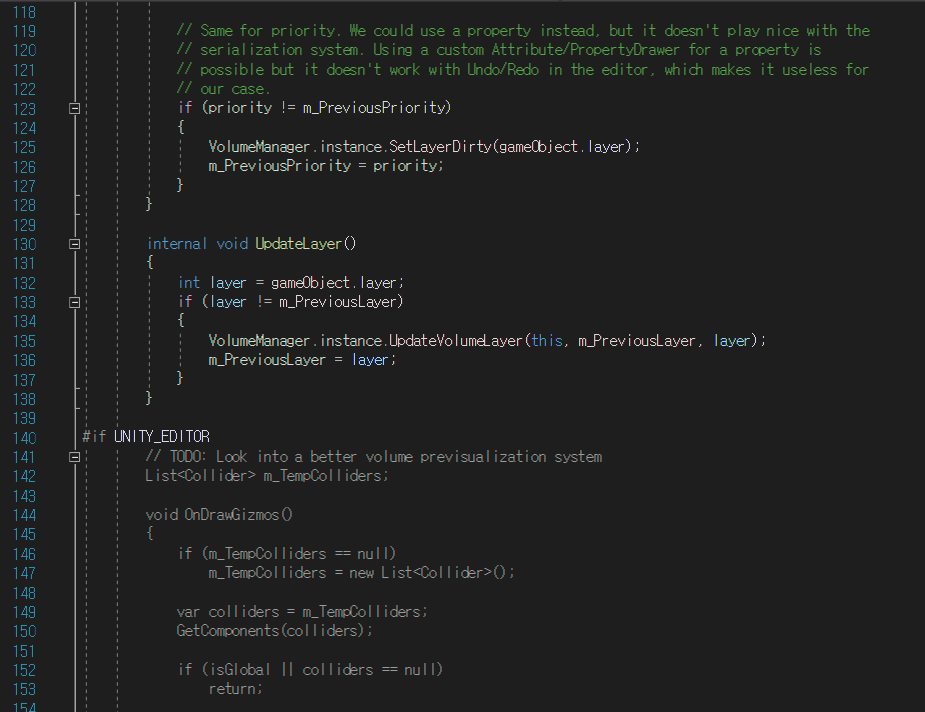 118
119 // Same for priority. We could use a property instead, but it doesn't play nice with the
120 // serialization system. Using a custom Attribute/PropertyDrawer for a property is
121 // possible but it doesn't work with Undo/Redo in the editor, which makes it useless for
122 // our case.
123 if (priority != m_PreviousPriority)
124 {
125 VolumeManager.instance.SetLayerDirty(gameObject.layer);
126 m_PreviousPriority = priority;
127 }
128 }
129
130 internal void UpdateLayer()
131 {
132 int layer = gameObject.layer;
133 if (layer != m_PreviousLayer)
134 {
135 VolumeManager.instance.UpdateVolumeLayer(this, m_PreviousLayer, layer);
136 m_PreviousLayer = layer;
137 }
138 }
139
140 #if UNITY_EDITOR
141 // TODO: Look into a better volume previsualization system
142 List<Collider> m_TempColliders;
143
144 void OnDrawGizmos()
145 {
146 if (m_TempColliders == null)
147 m_TempColliders = new List<Collider>();
148
149 var colliders = m_TempColliders;
150 GetComponents(colliders);
151
152 if (isGlobal || colliders == null)
153 return;
154